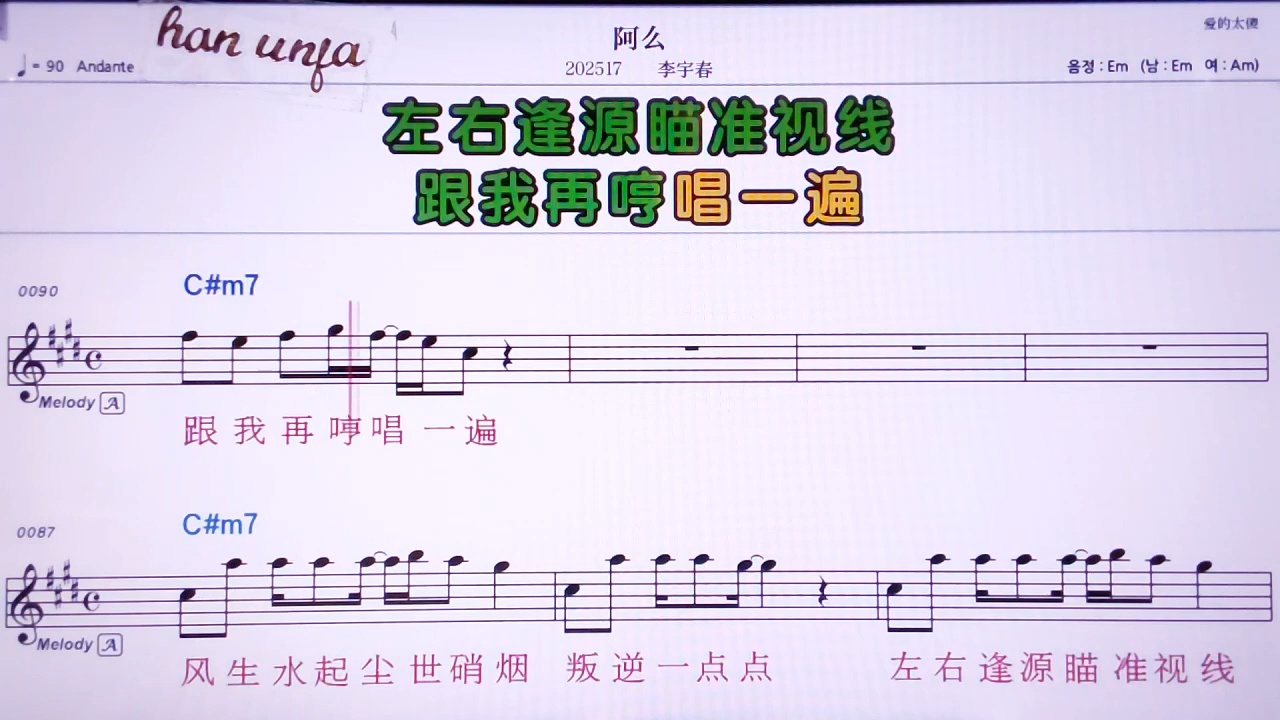 han unfa
阿么
爱的太傻
♩= 90 Andante
202517 李宇春
음정 : Em (남 : Em 여 : Am)
左右逢源瞄准视线
跟我再哼唱一遍
0090
C#m7
Melody A
跟我再哼唱一遍
0087
C#m7
Melody A
风生水起尘世硝烟 叛逆一点点 左右逢源瞄准视线